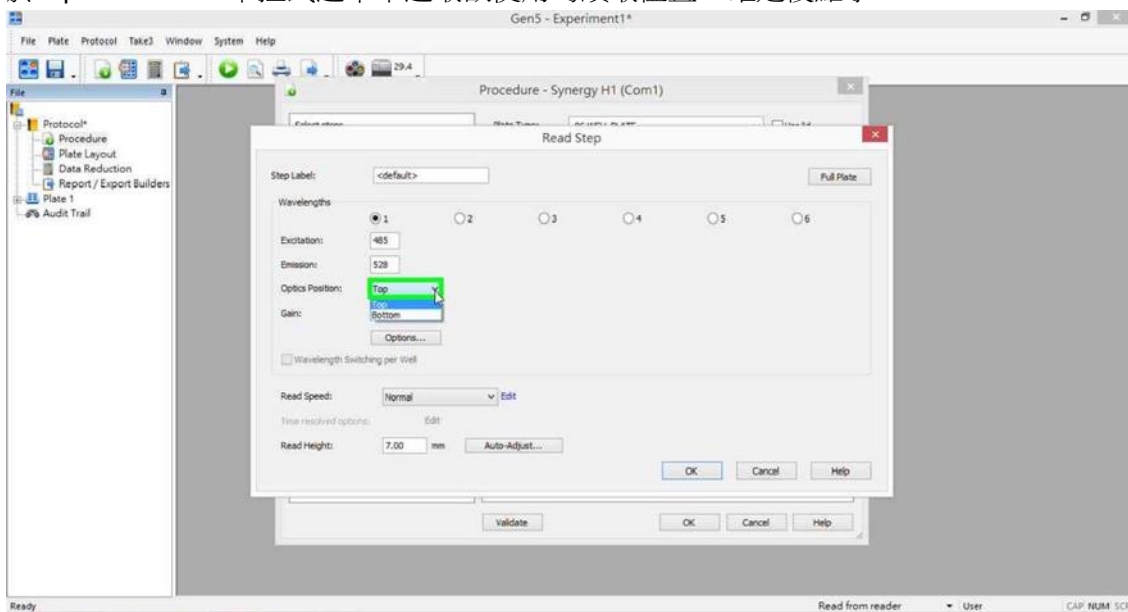 Gen5 - Experiment1*
File Plate Protocol Take3 Window System Help
29.4
File
Procedure - Synergy H1 (Com1)
Protocol*
Procedure
Plate Layout
Data Reduction
Report / Export Builders
Plate 1
Audit Trail
Read Step
Step Label: <default> Full Plate
Wavelengths
1 2 3 4 5 6
Excitation: 485
Emission: 528
Optics Position: Top
Top
Gain: Bottom
Options...
Wavelength Switching per Well
Read Speed: Normal Edit
Time resolved options: Edit
Read Height: 7.00 mm Auto-Adjust...
OK Cancel Help
Validate OK Cancel Help
Ready Read from reader User CAP NUM